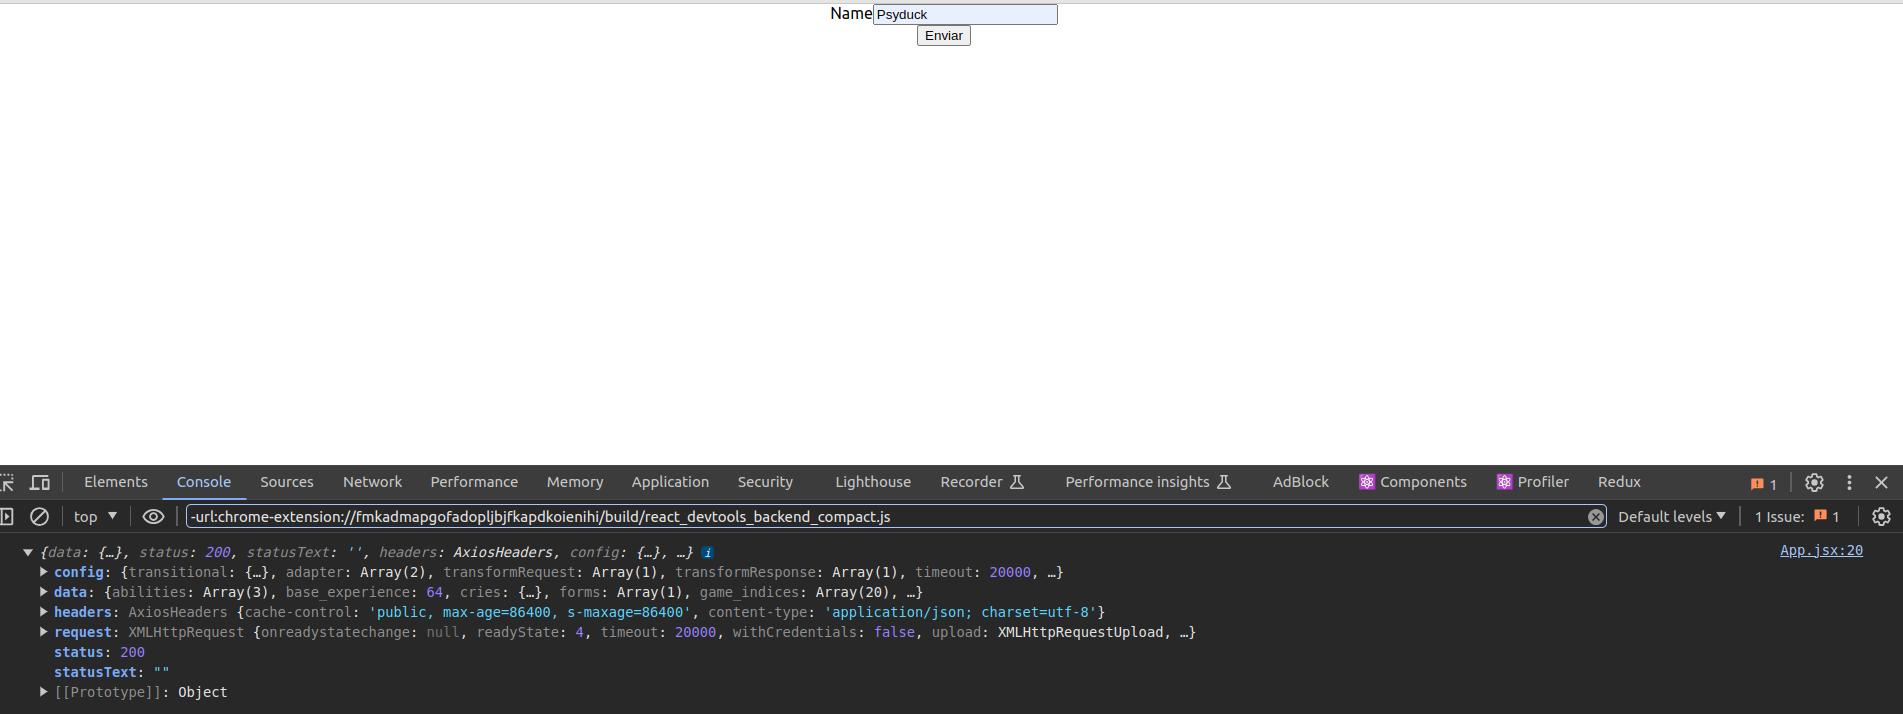 Name Psyduck
Enviar
Elements Console Sources Network Performance Memory Application Security Lighthouse Recorder Performance insights AdBlock Components Profiler Redux 1
top -url:chrome-extension://fmkadmapgofadopljbjfkapdkoienihi/build/react_devtools_backend_compact.js Default levels 1 Issue: 1
{data: {…}, status: 200, statusText: '', headers: AxiosHeaders, config: {…}, …} i App.jsx:20
config: {transitional: {…}, adapter: Array(2), transformRequest: Array(1), transformResponse: Array(1), timeout: 20000, …}
data: {abilities: Array(3), base_experience: 64, cries: {…}, forms: Array(1), game_indices: Array(20), …}
headers: AxiosHeaders {cache-control: 'public, max-age=86400, s-maxage=86400', content-type: 'application/json; charset=utf-8'}
request: XMLHttpRequest {onreadystatechange: null, readyState: 4, timeout: 20000, withCredentials: false, upload: XMLHttpRequestUpload, …}
status: 200
statusText: ""
[[Prototype]]: Object